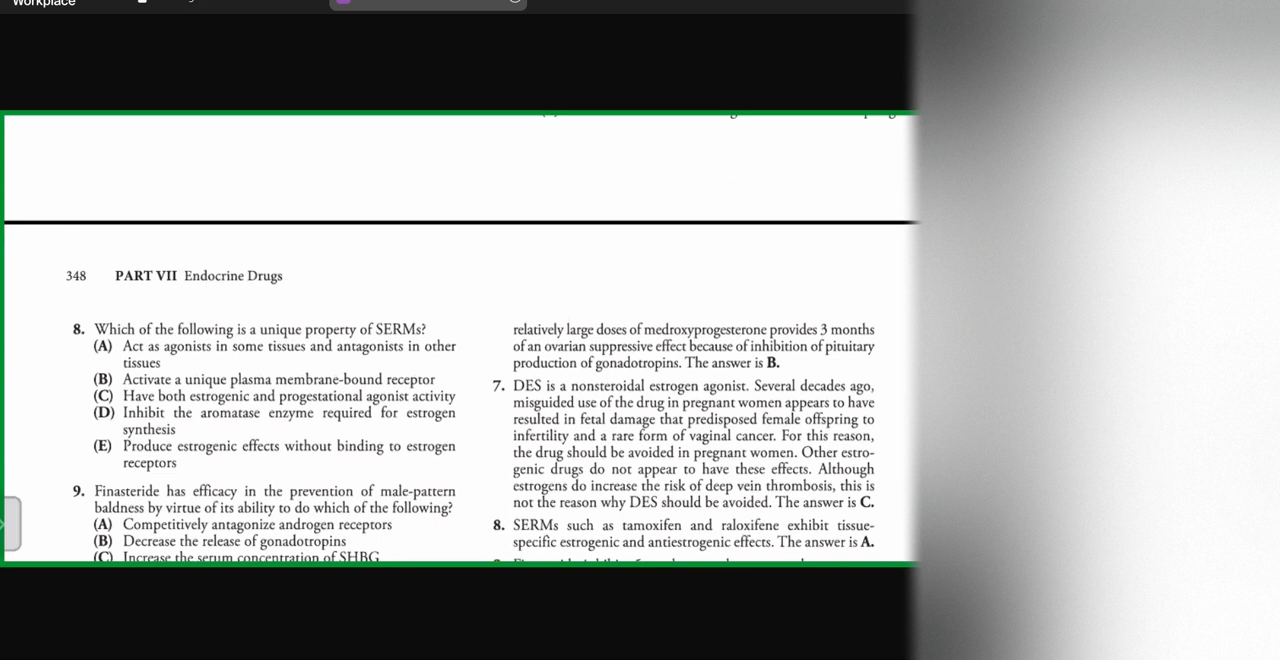 Workplace
348 PART VII Endocrine Drugs
8. Which of the following is a unique property of SERMs?
(A) Act as agonists in some tissues and antagonists in other
tissues
(B) Activate a unique plasma membrane-bound receptor
(C) Have both estrogenic and progestational agonist activity
(D) Inhibit the aromatase enzyme required for estrogen
synthesis
(E) Produce estrogenic effects without binding to estrogen
receptors
9. Finasteride has efficacy in the prevention of male-pattern
baldness by virtue of its ability to do which of the following?
(A) Competitively antagonize androgen receptors
(B) Decrease the release of gonadotropins
(C) Increase the serum concentration of SHBG
relatively large doses of medroxyprogesterone provides 3 months
of an ovarian suppressive effect because of inhibition of pituitary
production of gonadotropins. The answer is B.
7. DES is a nonsteroidal estrogen agonist. Several decades ago,
misguided use of the drug in pregnant women appears to have
resulted in fetal damage that predisposed female offspring to
infertility and a rare form of vaginal cancer. For this reason,
the drug should be avoided in pregnant women. Other estro-
genic drugs do not appear to have these effects. Although
estrogens do increase the risk of deep vein thrombosis, this is
not the reason why DES should be avoided. The answer is C.
8. SERMs such as tamoxifen and raloxifene exhibit tissue-
specific estrogenic and antiestrogenic effects. The answer is A.